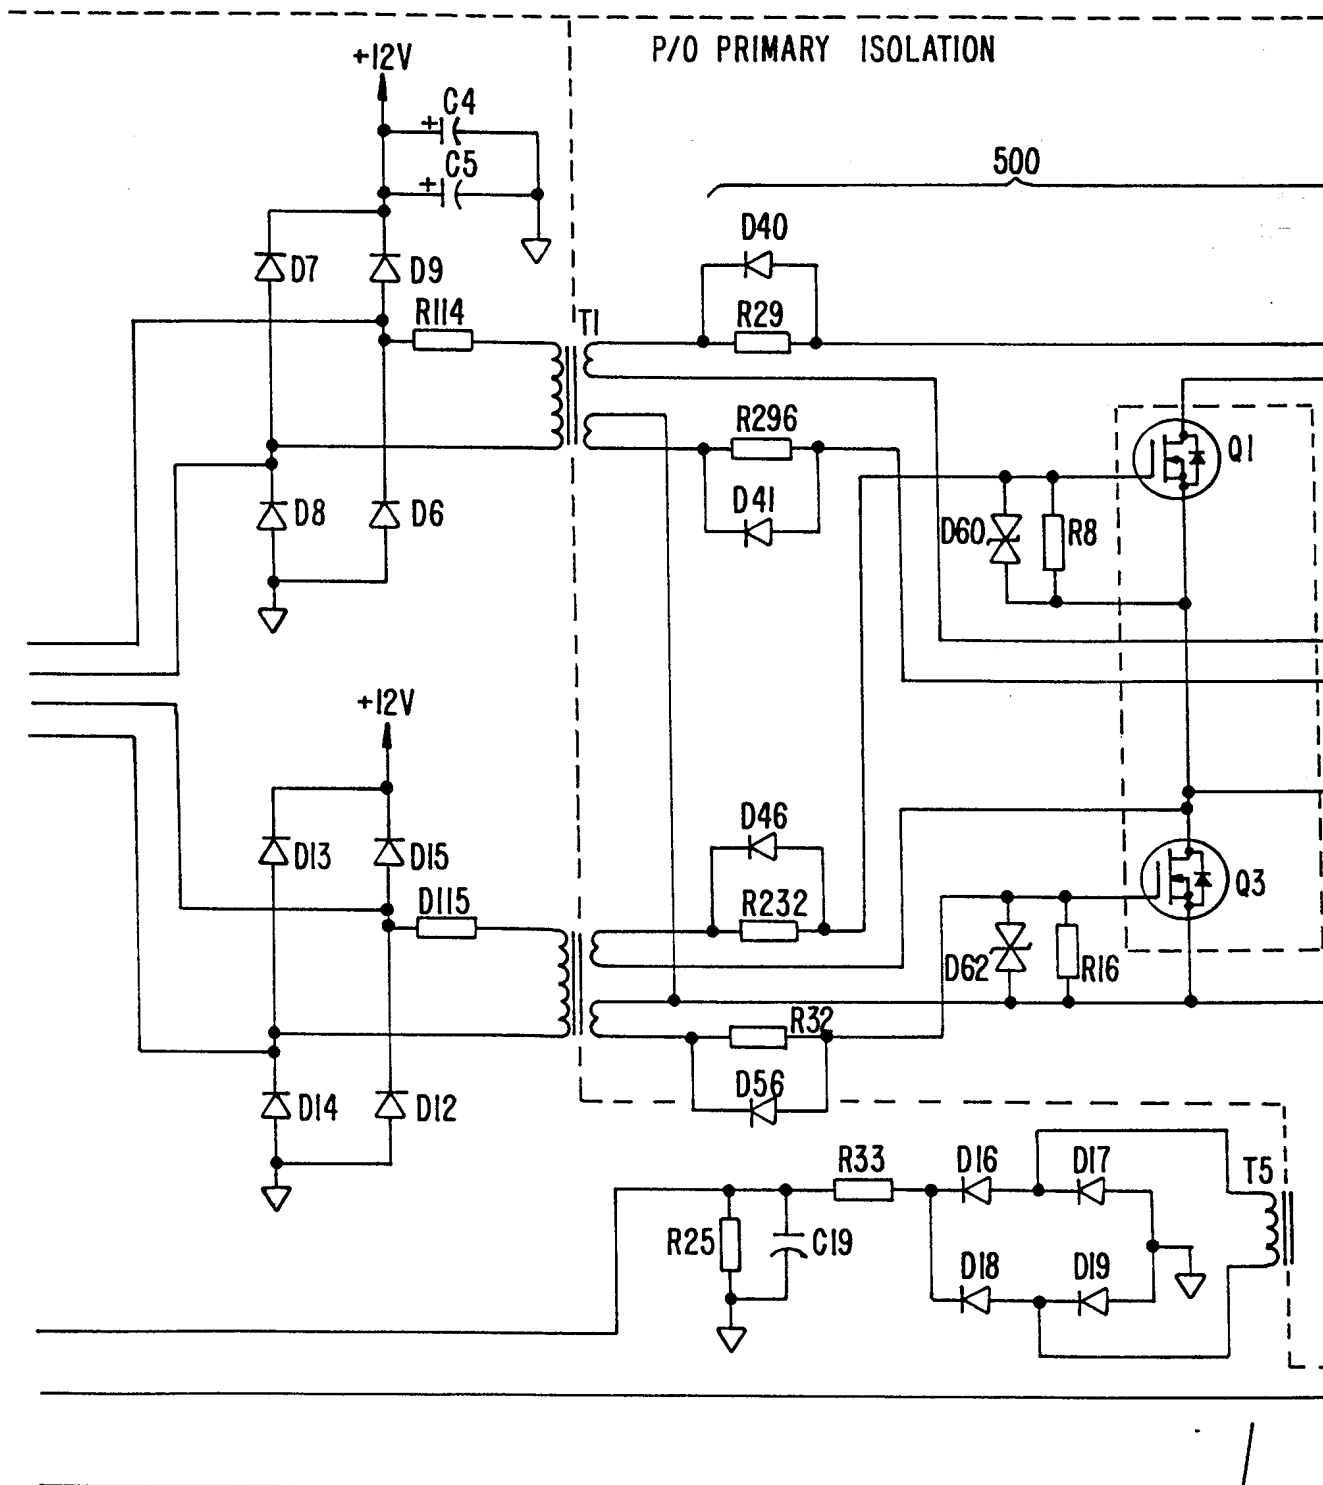 P/O PRIMARY ISOLATION
+12V
C4
C5
500
D40
D7
D9
R114
T1
R29
R296
Q1
D41
D8
D6
D60
R8
+12V
D46
D13
D15
Q3
D115
R232
D62
R16
R32
D56
D14
D12
R33
D16
D17
T5
R25
C19
D18
D19